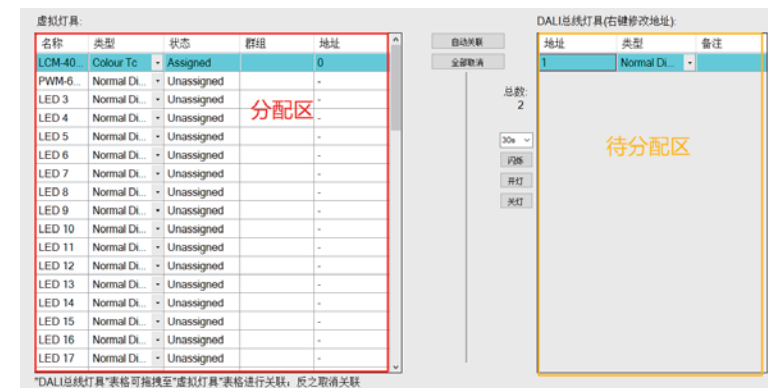 虚拟灯具:
名称 类型 状态 群组 地址
LCM-40... Colour Tc Assigned 0
PWM-6... Normal Di... Unassigned -
LED 3 Normal Di... Unassigned -
LED 4 Normal Di... Unassigned -
LED 5 Normal Di... Unassigned -
LED 6 Normal Di... Unassigned -
LED 7 Normal Di... Unassigned -
LED 8 Normal Di... Unassigned -
LED 9 Normal Di... Unassigned -
LED 10 Normal Di... Unassigned -
LED 11 Normal Di... Unassigned -
LED 12 Normal Di... Unassigned -
LED 13 Normal Di... Unassigned -
LED 14 Normal Di... Unassigned -
LED 15 Normal Di... Unassigned -
LED 16 Normal Di... Unassigned -
LED 17 Normal Di... Unassigned -
分配区
"DALI总线灯具"表格可拖拽至"虚拟灯具"表格进行关联，反之取消关联
自动关联
全部取消
总数:
2
30s
闪烁
开灯
关灯
DALI总线灯具(右键修改地址):
地址 类型 备注
1 Normal Di...
待分配区